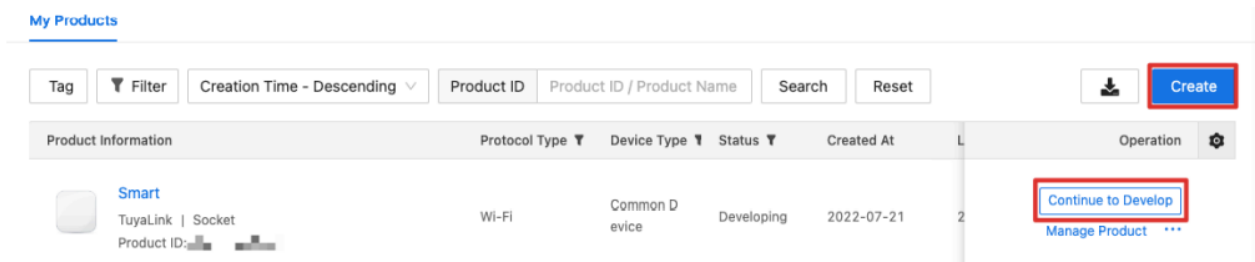 My Products
Tag Filter Creation Time - Descending Product ID Product ID / Product Name Search Reset Create
Product Information Protocol Type Device Type Status Created At L Operation
Smart
TuyaLink | Socket
Product ID:
Wi-Fi
Common D
evice
Developing
2022-07-21
2
Continue to Develop
Manage Product ···